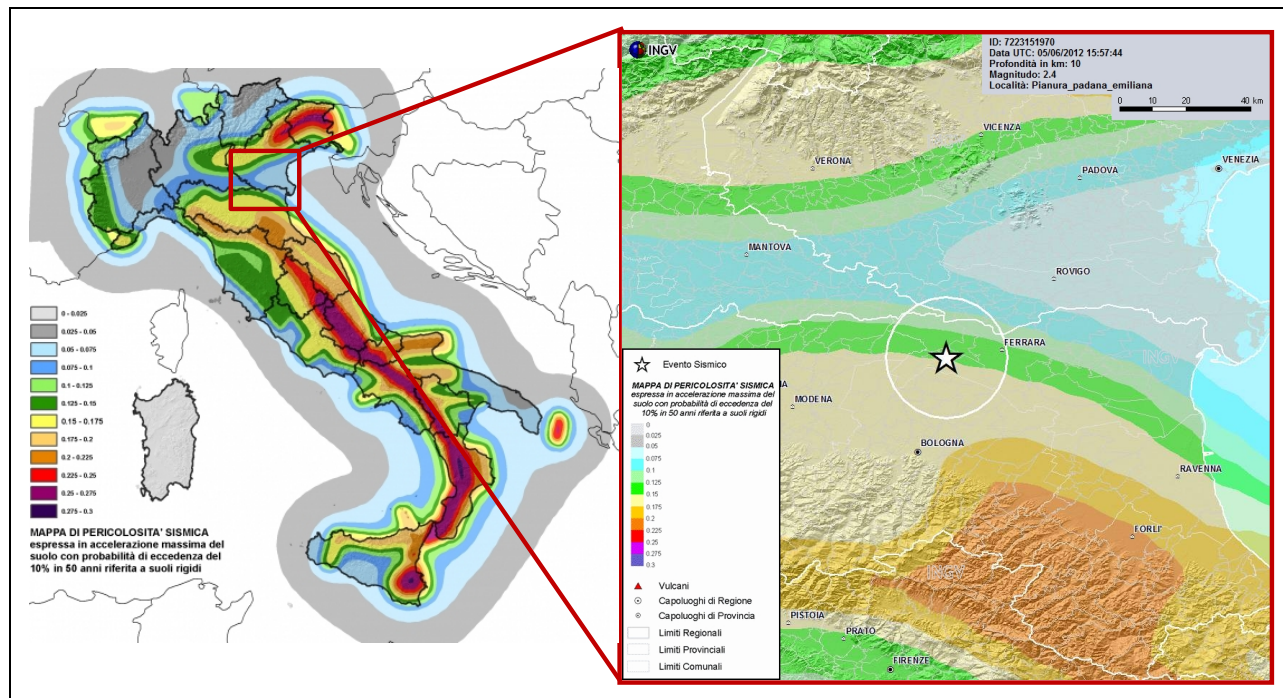 0 - 0.025
0.025 - 0.05
0.05 - 0.075
0.075 - 0.1
0.1 - 0.125
0.125 - 0.15
0.15 - 0.175
0.175 - 0.2
0.2 - 0.225
0.225 - 0.25
0.25 - 0.275
0.275 - 0.3
MAPPA DI PERICOLOSITA' SISMICA
espressa in accelerazione massima del
suolo con probabilità di eccedenza del
10% in 50 anni riferita a suoli rigidi
INGV
ID: 7223151970
Data UTC: 05/06/2012 15:57:44
Profondità in km: 10
Magnitudo: 2.4
Località: Pianura_padana_emiliana
0 10 20 40 km
VICENZA
VERONA
PADOVA
VENEZIA
MANTOVA
ROVIGO
FERRARA
INGV
MODENA
BOLOGNA
RAVENNA
FORLI'
INGV
INGV
PISTOIA
PRATO
FIRENZE
Evento Sismico
MAPPA DI PERICOLOSITA' SISMICA
espressa in accelerazione massima del
suolo con probabilità di eccedenza del
10% in 50 anni riferita a suoli rigidi
0
0.025
0.05
0.075
0.1
0.125
0.15
0.175
0.2
0.225
0.25
0.275
0.3
Vulcani
Capoluoghi di Regione
Capoluoghi di Provincia
Limiti Regionali
Limiti Provinciali
Limiti Comunali